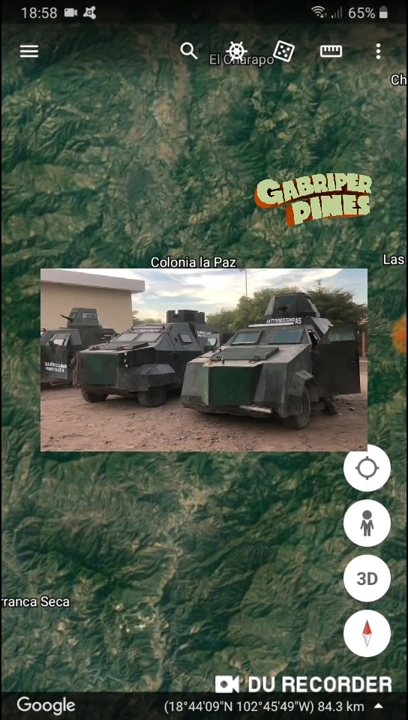 18:58
65%
El Charapo
Ch
GABRIPER
PINES
Colonia la Paz
Las
3D
rranca Seca
DU RECORDER
Google
(18°44'09"N 102°45'49"W) 84.3 km